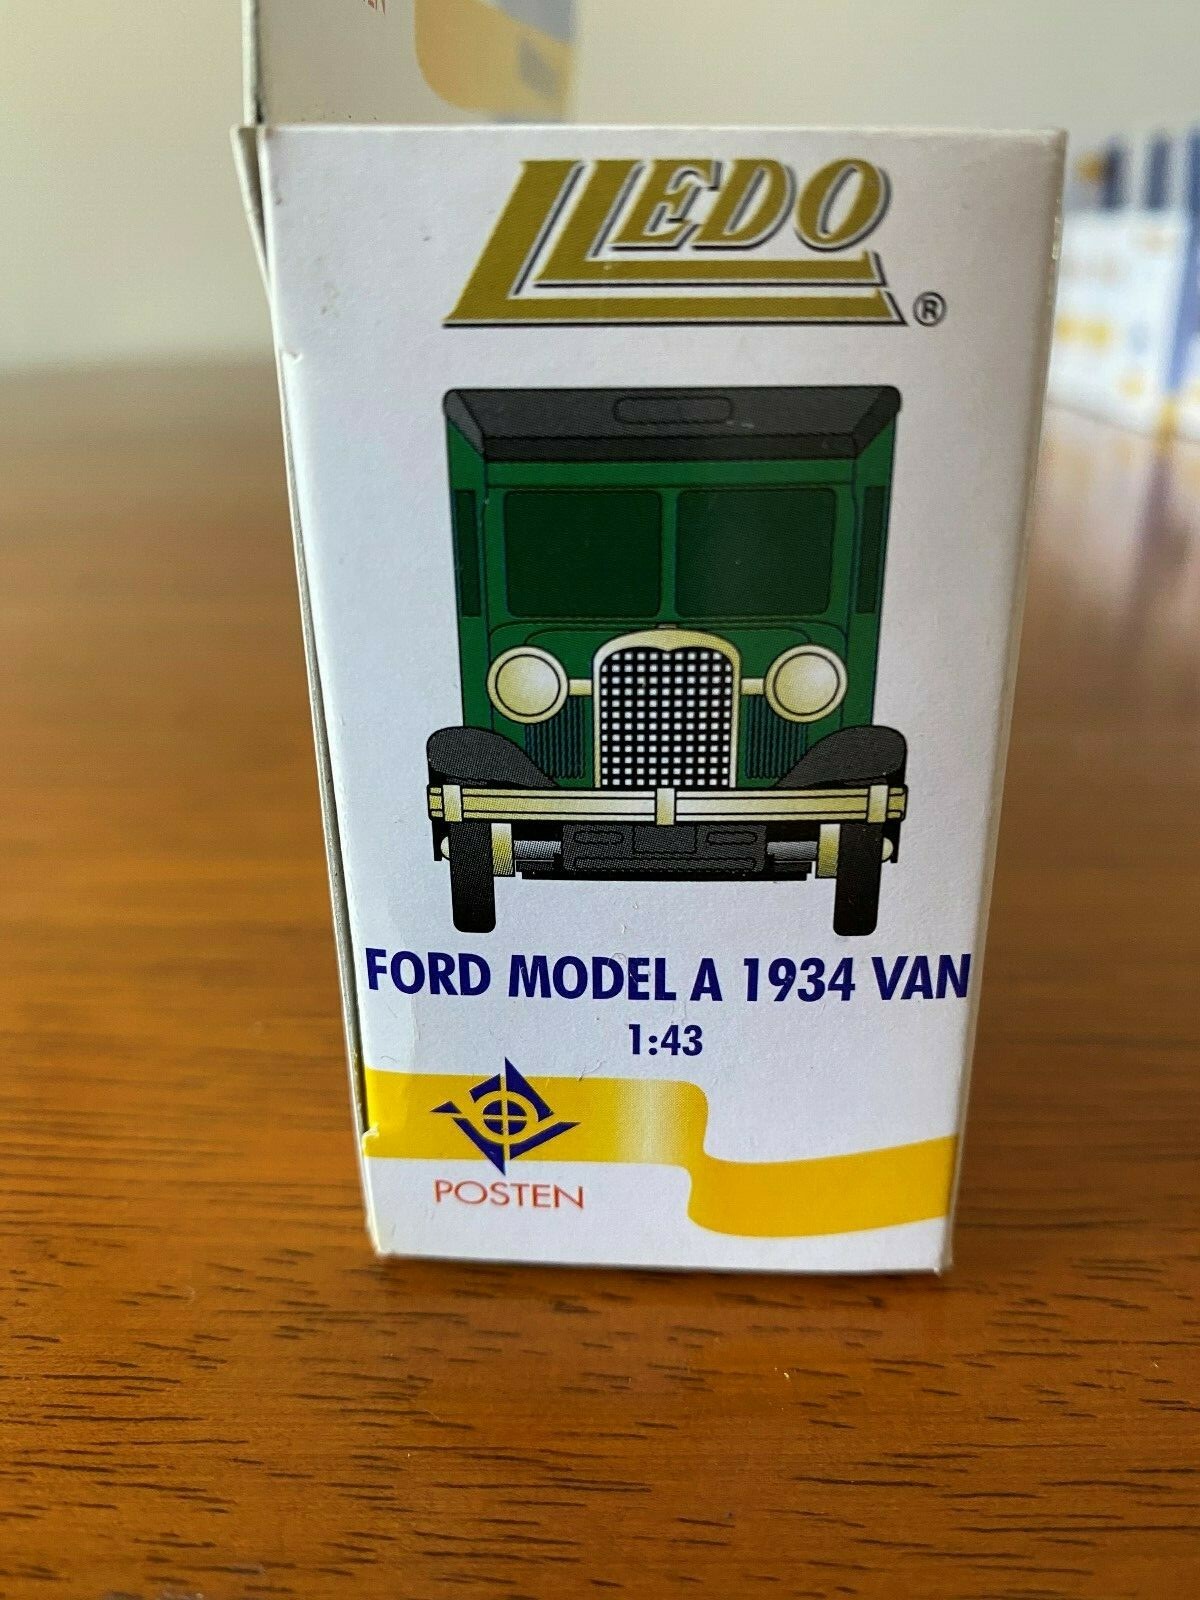 LLEDO®
FORD MODEL A 1934 VAN
1:43
POSTEN